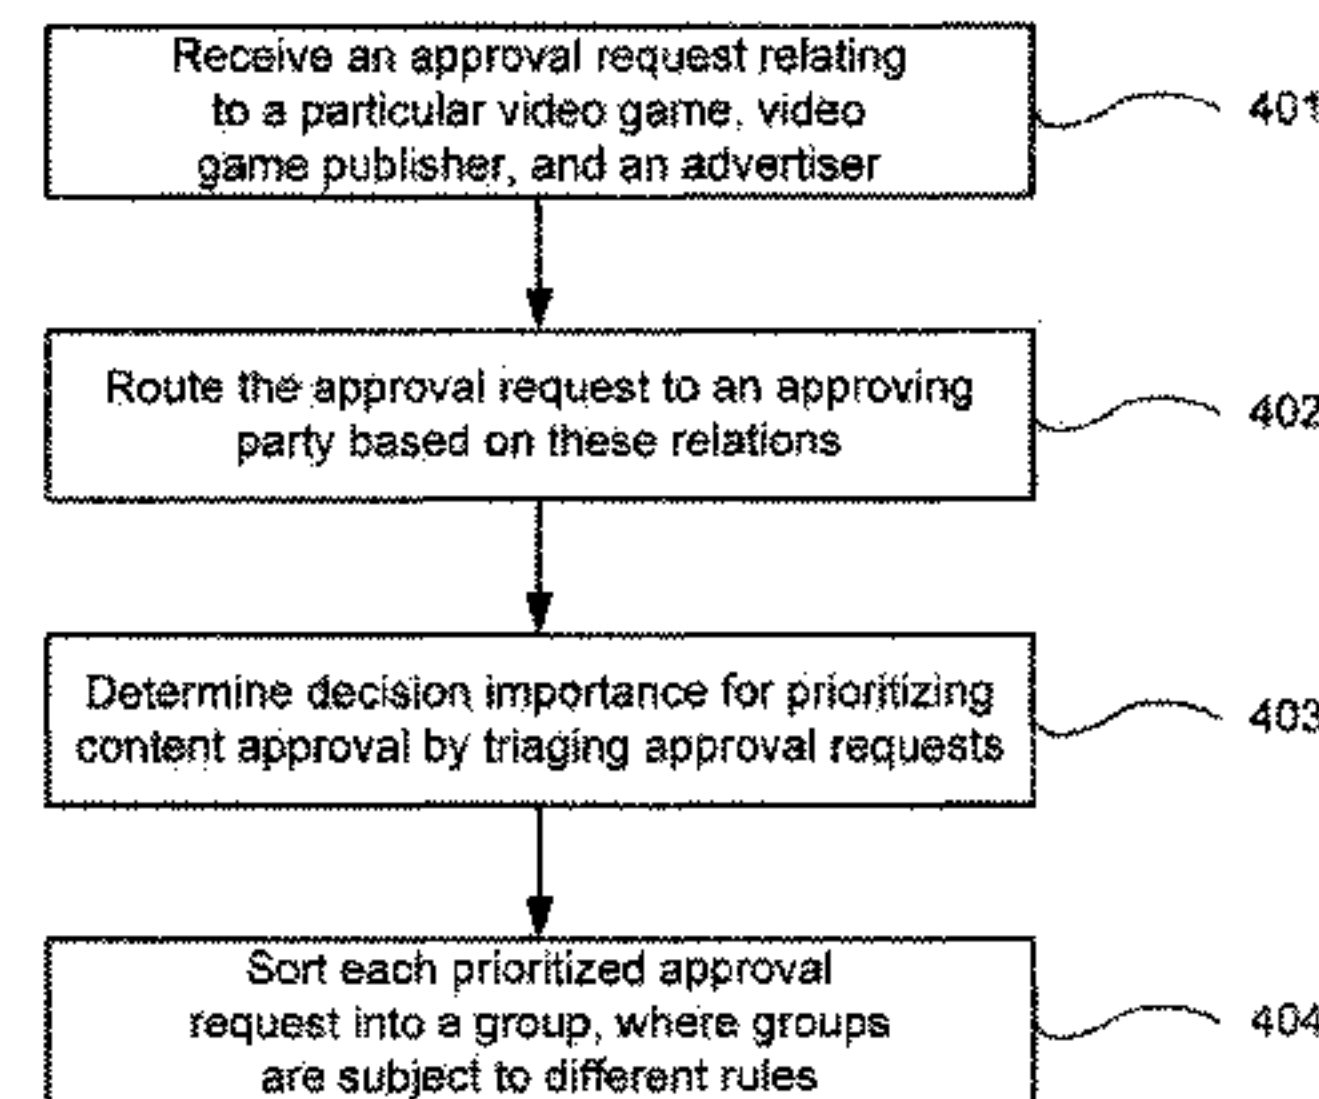 Receive an approval request relating
to a particular video game, video
game publisher, and an advertiser
401
Route the approval request to an approving
party based on these relations
402
Determine decision importance for prioritizing
content approval by triaging approval requests
403
Sort each prioritized approval
request into a group, where groups
are subject to different rules
404